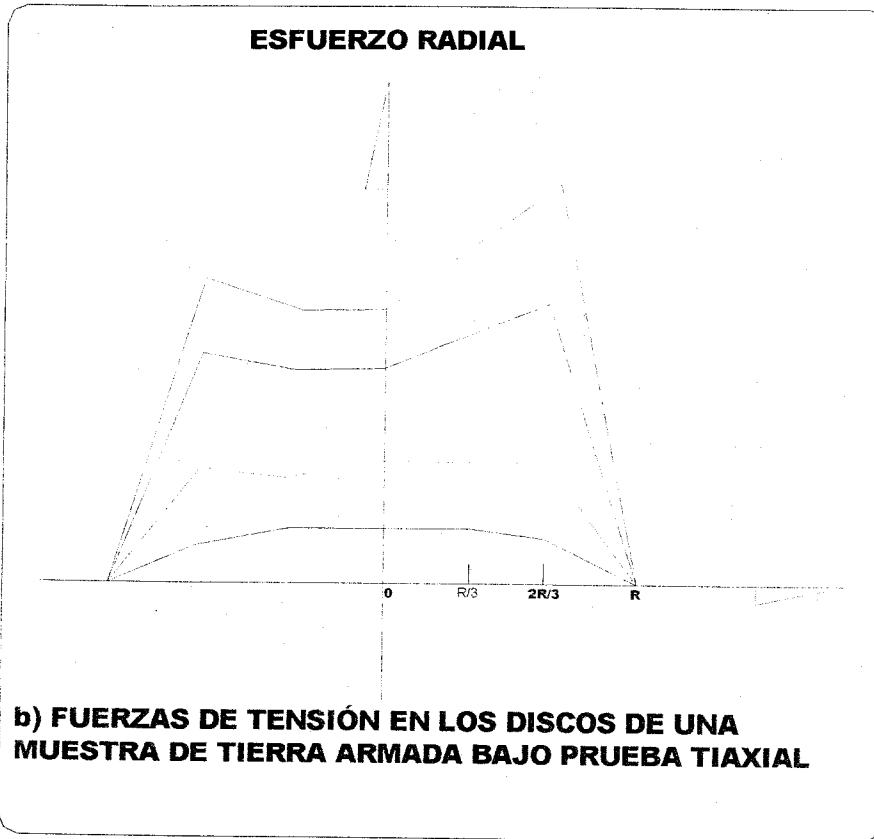 ESFUERZO RADIAL
0 R/3 2R/3 R
b) FUERZAS DE TENSIÓN EN LOS DISCOS DE UNA
MUESTRA DE TIERRA ARMADA BAJO PRUEBA TIAXIAL